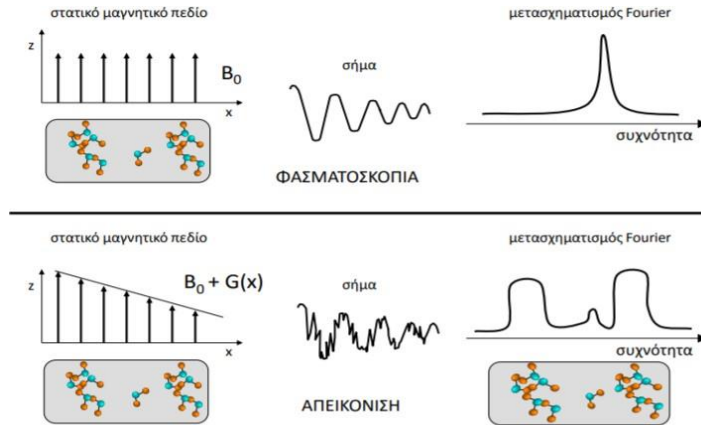 στατικό μαγνητικό πεδίο
μετασχηματισμός Fourier
z
B₀
x
σήμα
συχνότητα
ΦΑΣΜΑΤΟΣΚΟΠΙΑ
στατικό μαγνητικό πεδίο
μετασχηματισμός Fourier
z
B₀ + G(x)
x
σήμα
συχνότητα
ΑΠΕΙΚΟΝΙΣΗ